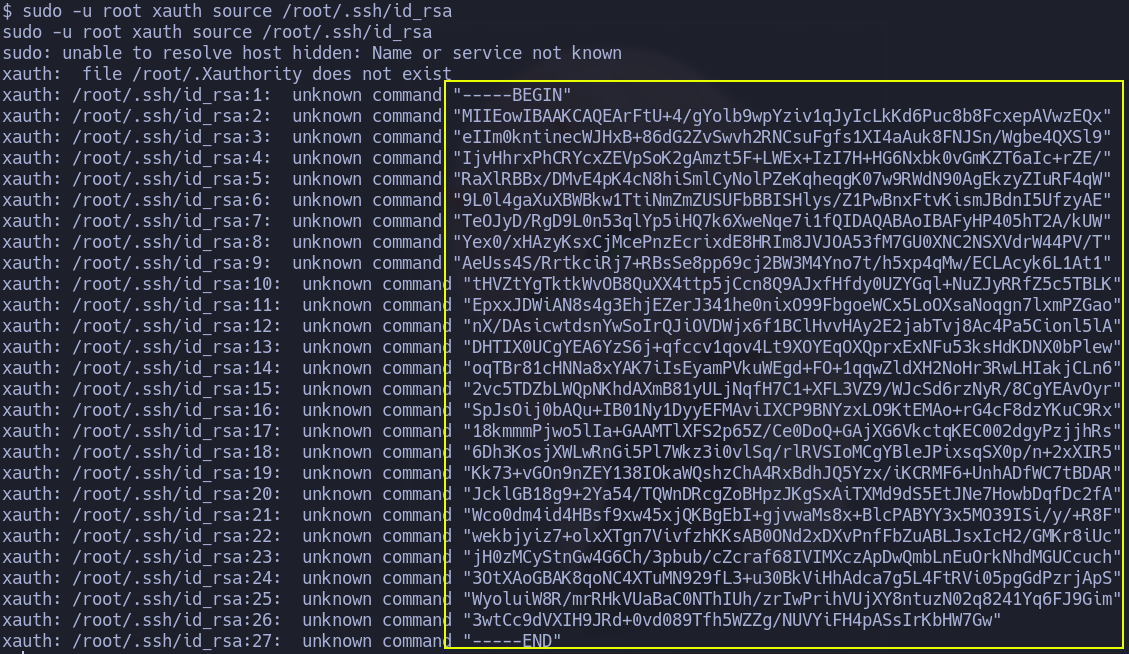 $ sudo -u root xauth source /root/.ssh/id_rsa
sudo -u root xauth source /root/.ssh/id_rsa
sudo: unable to resolve host hidden: Name or service not known
xauth:  file /root/.Xauthority does not exist
xauth: /root/.ssh/id_rsa:1:  unknown command "-----BEGIN"
xauth: /root/.ssh/id_rsa:2:  unknown command "MIIEowIBAAKCAQEArFtU+4/gYolb9wpYziv1qJyIcLkKd6Puc8b8FcxepAVwzEQx"
xauth: /root/.ssh/id_rsa:3:  unknown command "eIIm0kntinecWJHxB+86dG2ZvSwvh2RNCsuFgfs1XI4aAuk8FNJSn/Wgbe4QXSl9"
xauth: /root/.ssh/id_rsa:4:  unknown command "IjvHhrxPhCRYcxZEVpSoK2gAmzt5F+LWEx+IzI7H+HG6Nxbk0vGmKZT6aIc+rZE/"
xauth: /root/.ssh/id_rsa:5:  unknown command "RaXlRBBx/DMvE4pK4cN8hiSmlCyNolPZeKqheqgK07w9RWdN90AgEkzyZIuRF4qW"
xauth: /root/.ssh/id_rsa:6:  unknown command "9L0l4gaXuXBWBkw1TtiNmZmZUSUFbBBISHlys/Z1PwBnxFtvKismJBdnI5UfzyAE"
xauth: /root/.ssh/id_rsa:7:  unknown command "TeOJyD/RgD9L0n53qlYp5iHQ7k6XweNqe7i1fQIDAQABAoIBAFyHP405hT2A/kUW"
xauth: /root/.ssh/id_rsa:8:  unknown command "Yex0/xHAzyKsxCjMcePnzEcrixdE8HRIm8JVJOA53fM7GU0XNC2NSXVdrW44PV/T"
xauth: /root/.ssh/id_rsa:9:  unknown command "AeUss4S/RrtkciRj7+RBsSe8pp69cj2BW3M4Yno7t/h5xp4qMw/ECLAcyk6L1At1"
xauth: /root/.ssh/id_rsa:10:  unknown command "tHVZtYgTktkWvOB8QuXX4ttp5jCcn8Q9AJxfHfdy0UZYGql+NuZJyRRfZ5c5TBLK"
xauth: /root/.ssh/id_rsa:11:  unknown command "EpxxJDWiAN8s4g3EhjEZerJ341he0nixO99FbgoeWCx5LoOXsaNoqgn7lxmPZGao"
xauth: /root/.ssh/id_rsa:12:  unknown command "nX/DAsicwtdsnYwSoIrQJiOVDWjx6f1BClHvvHAy2E2jabTvj8Ac4Pa5Cionl5lA"
xauth: /root/.ssh/id_rsa:13:  unknown command "DHTIX0UCgYEA6YzS6j+qfccv1qov4Lt9XOYEqOXQprxExNFu53ksHdKDNX0bPlew"
xauth: /root/.ssh/id_rsa:14:  unknown command "oqTBr81cHNNa8xYAK7iIsEyamPVkuWEgd+FO+1qqwZldXH2NoHr3RwLHIakjCLn6"
xauth: /root/.ssh/id_rsa:15:  unknown command "2vc5TDZbLWQpNKhdAXmB81yULjNqfH7C1+XFL3VZ9/WJcSd6rzNyR/8CgYEAvOyr"
xauth: /root/.ssh/id_rsa:16:  unknown command "SpJsOij0bAQu+IB01Ny1DyyEFMAviIXCP9BNYzxLO9KtEMAo+rG4cF8dzYKuC9Rx"
xauth: /root/.ssh/id_rsa:17:  unknown command "18kmmmPjwo5lIa+GAAMTlXFS2p65Z/Ce0DoQ+GAjXG6VkctqKEC002dgyPzjjhRs"
xauth: /root/.ssh/id_rsa:18:  unknown command "6Dh3KosjXWLwRnGi5Pl7Wkz3i0vlSq/rlRVSIoMCgYBleJPixsqSX0p/n+2xXIR5"
xauth: /root/.ssh/id_rsa:19:  unknown command "Kk73+vGOn9nZEY138IOkaWQshzChA4RxBdhJQ5Yzx/iKCRMF6+UnhADfWC7tBDAR"
xauth: /root/.ssh/id_rsa:20:  unknown command "JcklGB18g9+2Ya54/TQWnDRcgZoBHpzJKgSxAiTXMd9dS5EtJNe7HowbDqfDc2fA"
xauth: /root/.ssh/id_rsa:21:  unknown command "Wco0dm4id4HBsf9xw45xjQKBgEbI+gjvwaMs8x+BlcPABYY3x5MO39ISi/y/+R8F"
xauth: /root/.ssh/id_rsa:22:  unknown command "wekbjyiz7+olxXTgn7VivfzhKKsAB0ONd2xDXvPnfFbZuABLJsxIcH2/GMKr8iUc"
xauth: /root/.ssh/id_rsa:23:  unknown command "jH0zMCyStnGw4G6Ch/3pbub/cZcraf68IVIMXczApDwQmbLnEuOrkNhdMGUCcuch"
xauth: /root/.ssh/id_rsa:24:  unknown command "3OtXAoGBAK8qoNC4XTuMN929fL3+u30BkViHhAdca7g5L4FtRVi05pgGdPzrjApS"
xauth: /root/.ssh/id_rsa:25:  unknown command "WyoluiW8R/mrRHkVUaBaC0NThIUh/zrIwPrihVUjXY8ntuzN02q8241Yq6FJ9Gim"
xauth: /root/.ssh/id_rsa:26:  unknown command "3wtCc9dVXIH9JRd+0vd089Tfh5WZZg/NUVYiFH4pASsIrKbHW7Gw"
xauth: /root/.ssh/id_rsa:27:  unknown command "-----END"